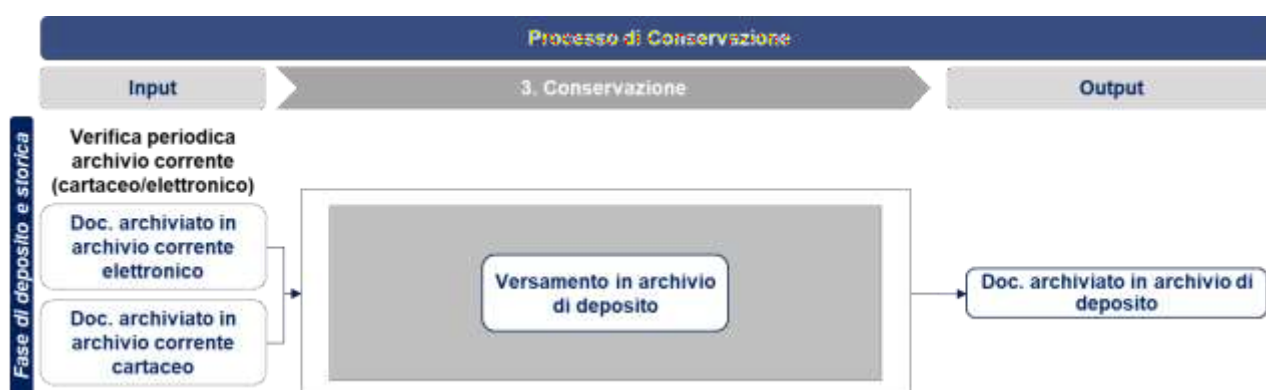 Processo di Conservazione
Input
3. Conservazione
Output
Fase di deposito e storica
Verifica periodica
archivio corrente
(cartaceo/elettronico)
Doc. archiviato in
archivio corrente
elettronico
Doc. archiviato in
archivio corrente
cartaceo
Versamento in archivio
di deposito
Doc. archiviato in archivio di
deposito